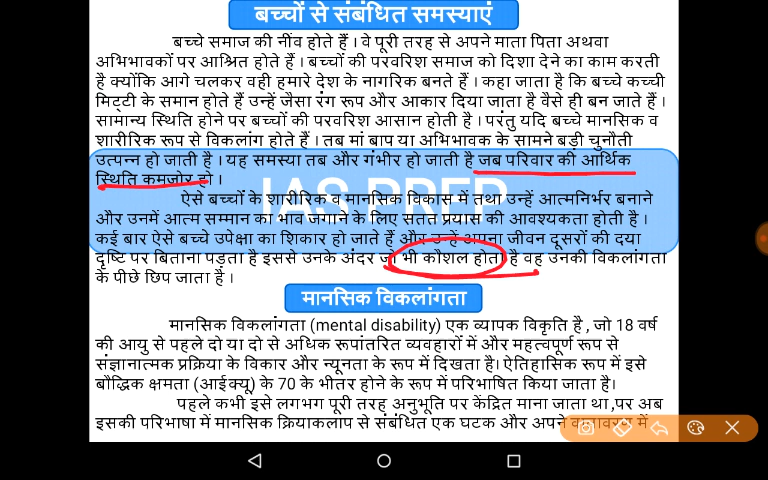 बच्चों से संबंधित समस्याएं
बच्चे समाज की नींव होते हैं । वे पूरी तरह से अपने माता पिता अथवा
अभिभावकों पर आश्रित होते हैं । बच्चों की परवरिश समाज को दिशा देने का काम करती
है क्योंकि आगे चलकर वही हमारे देश के नागरिक बनते हैं । कहा जाता है कि बच्चे कच्ची
मिट्टी के समान होते हैं उन्हें जैसा रंग रूप और आकार दिया जाता है वैसे ही बन जाते हैं ।
सामान्य स्थिति होने पर बच्चों की परवरिश आसान होती है । परंतु यदि बच्चे मानसिक व
शारीरिक रूप से विकलांग होते हैं । तब मां बाप या अभिभावक के सामने बड़ी चुनौती
उत्पन्न हो जाती है । यह समस्या तब और गंभीर हो जाती है जब परिवार की आर्थिक
स्थिति कमजोर हो ।
IAS PREP
ऐसे बच्चों के शारीरिक व मानसिक विकास में तथा उन्हें आत्मनिर्भर बनाने
और उनमें आत्म सम्मान का भाव जगाने के लिए सतत प्रयास की आवश्यकता होती है ।
कई बार ऐसे बच्चे उपेक्षा का शिकार हो जाते हैं और उन्हें अपना जीवन दूसरों की दया
दृष्टि पर बिताना पड़ता है इससे उनके अंदर जो भी कौशल होता है वह उनकी विकलांगता
के पीछे छिप जाता है ।
मानसिक विकलांगता
मानसिक विकलांगता (mental disability) एक व्यापक विकृति है , जो 18 वर्ष
की आयु से पहले दो या दो से अधिक रूपांतरित व्यवहारों में और महत्वपूर्ण रूप से
संज्ञानात्मक प्रक्रिया के विकार और न्यूनता के रूप में दिखता है। ऐतिहासिक रूप में इसे
बौद्धिक क्षमता (आईक्यू) के 70 के भीतर होने के रूप में परिभाषित किया जाता है।
पहले कभी इसे लगभग पूरी तरह अनुभूति पर केंद्रित माना जाता था ,पर अब
इसकी परिभाषा में मानसिक क्रियाकलाप से संबंधित एक घटक और अपने वातावरण में